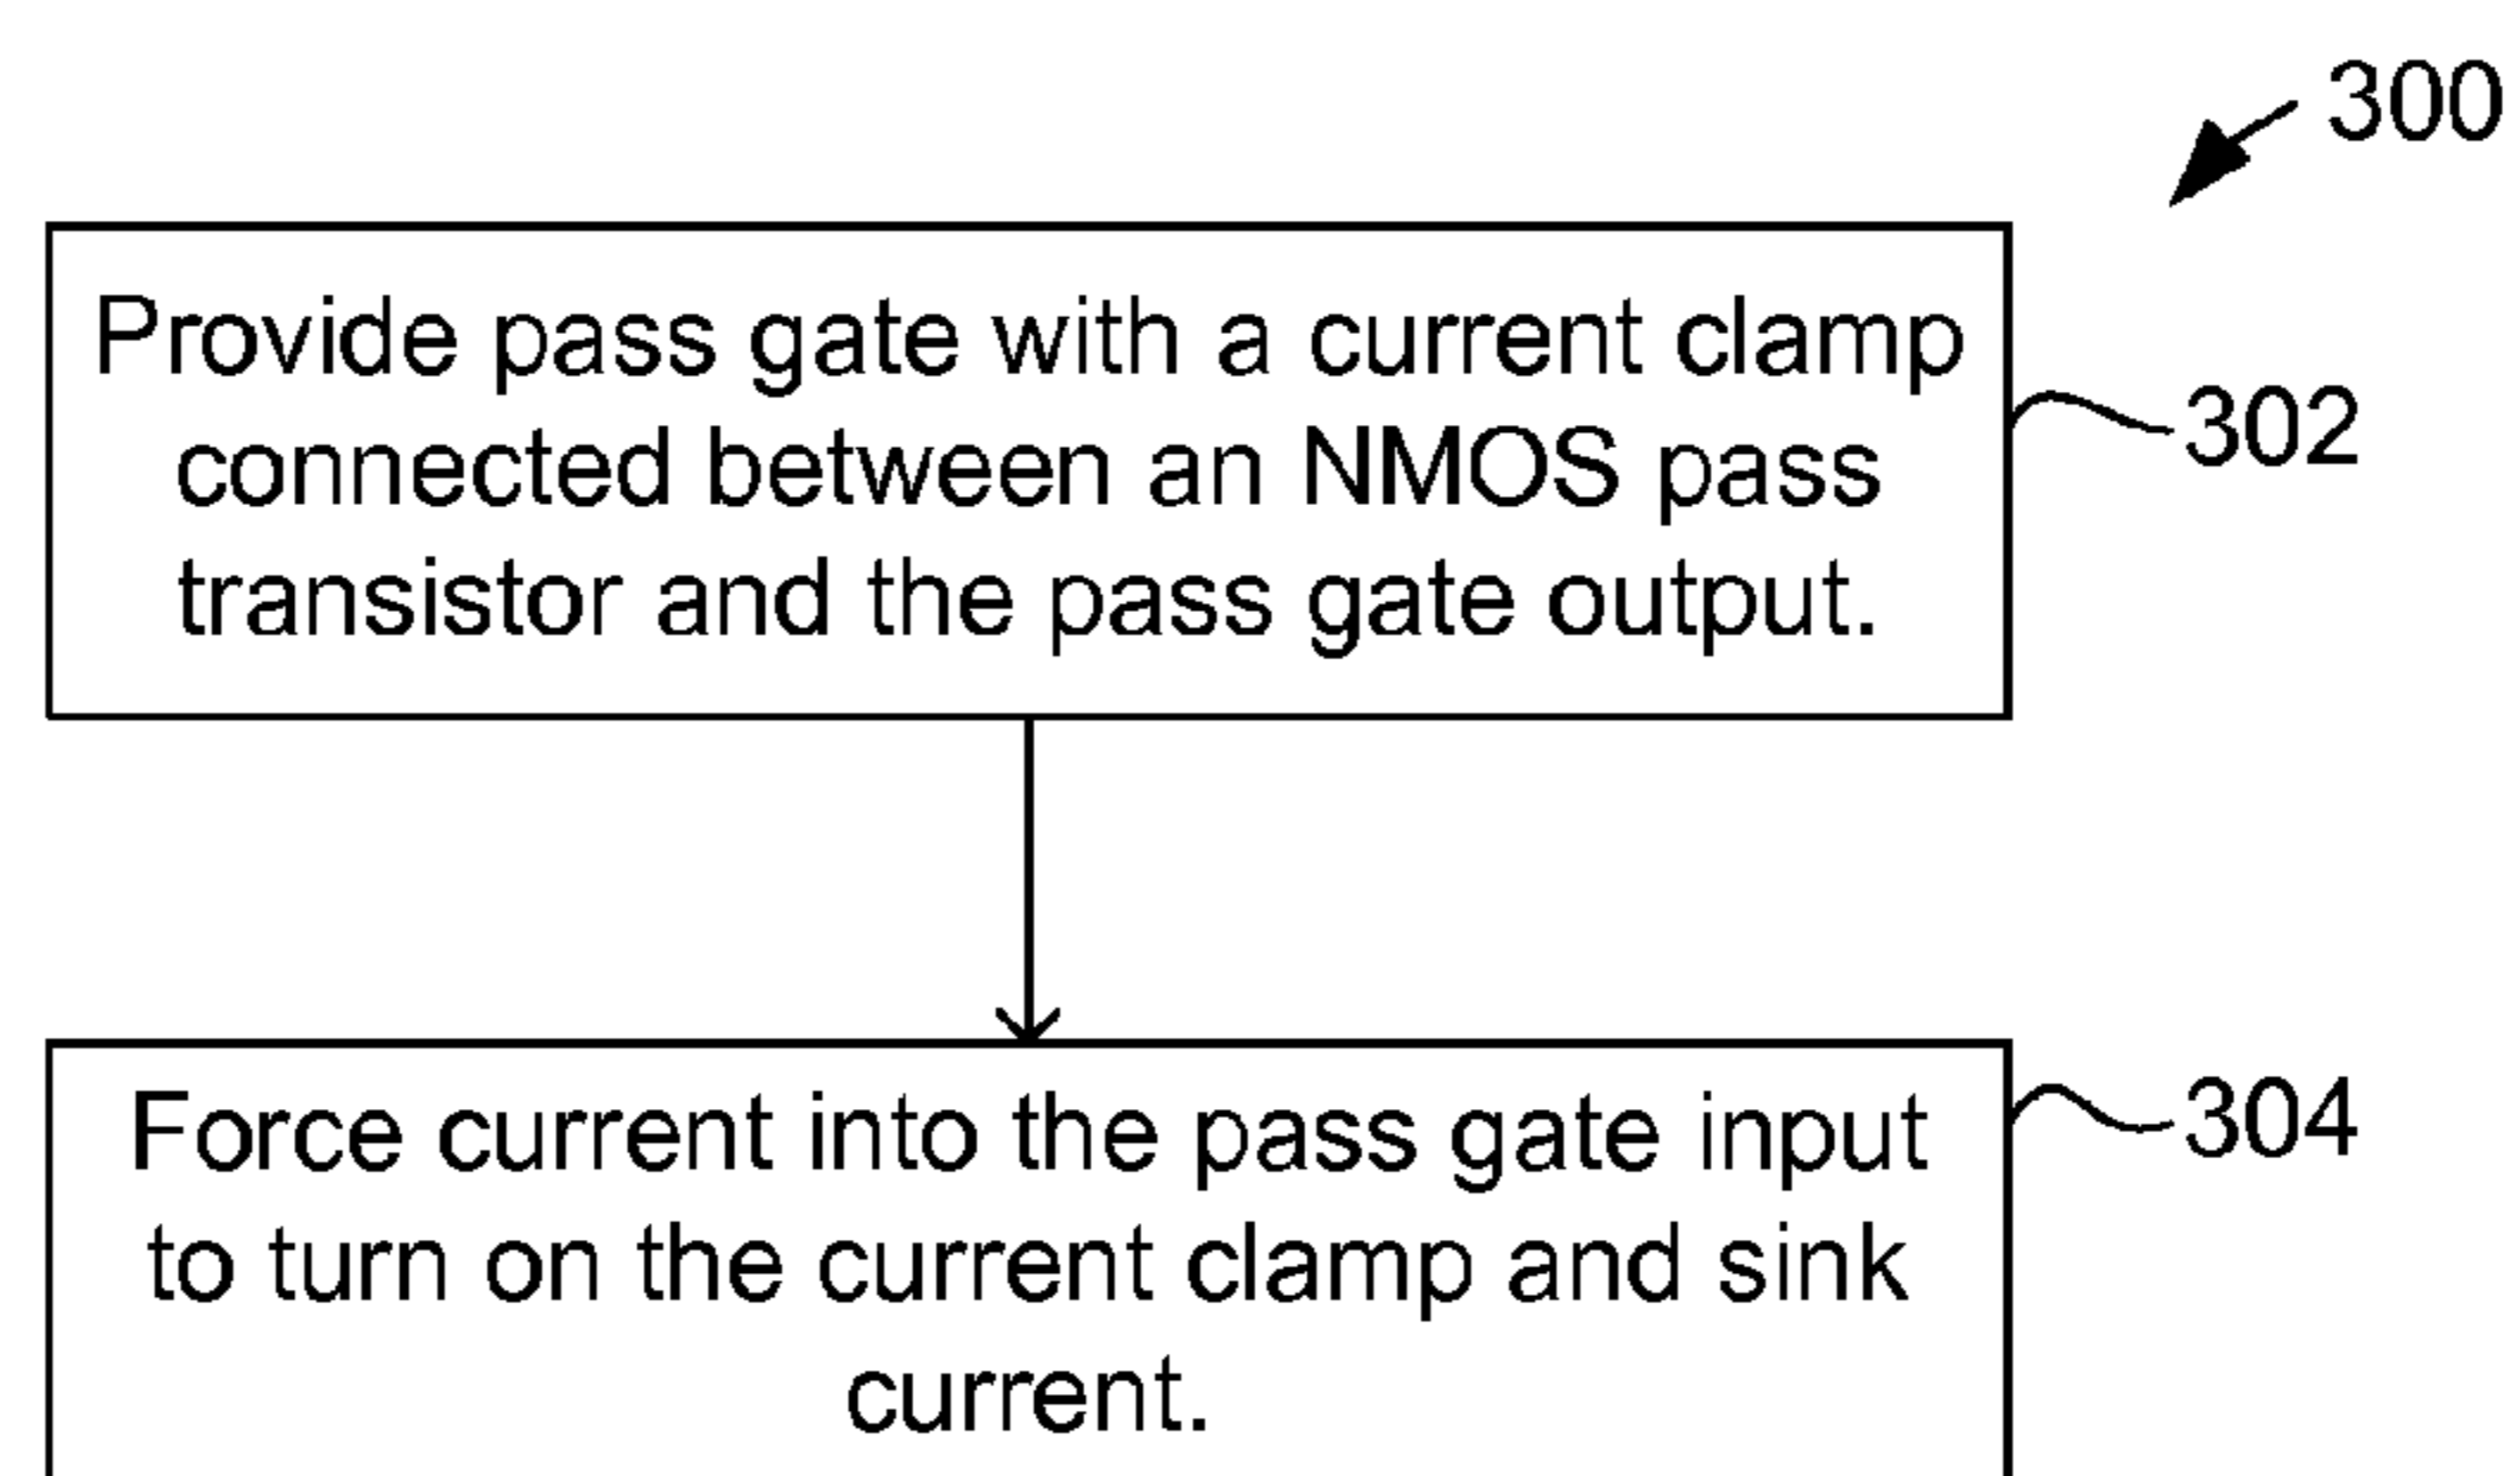 300
Provide pass gate with a current clamp
connected between an NMOS pass
transistor and the pass gate output.
302
Force current into the pass gate input
to turn on the current clamp and sink
current.
304